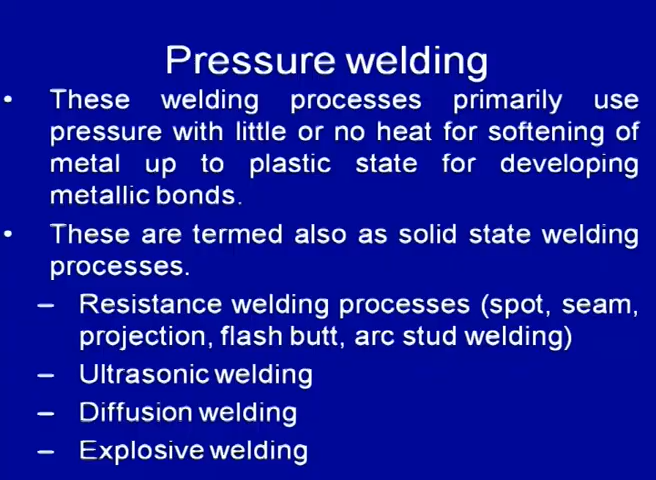 Pressure welding
• These welding processes primarily use
pressure with little or no heat for softening of
metal up to plastic state for developing
metallic bonds.
• These are termed also as solid state welding
processes.
– Resistance welding processes (spot, seam,
projection, flash butt, arc stud welding)
– Ultrasonic welding
– Diffusion welding
– Explosive welding